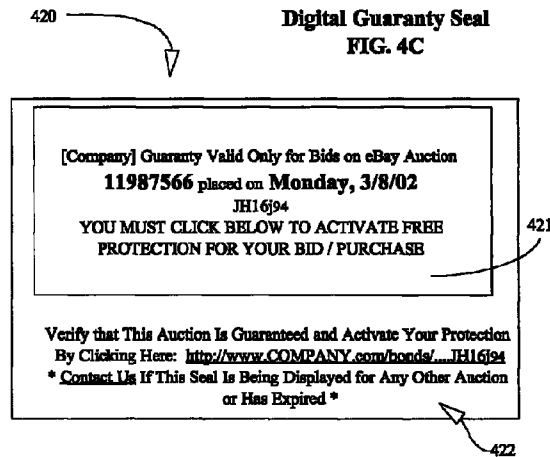 420
Digital Guaranty Seal
FIG. 4C
[Company] Guaranty Valid Only for Bids on eBay Auction
11987566 placed on Monday, 3/8/02
JH16j94
YOU MUST CLICK BELOW TO ACTIVATE FREE
PROTECTION FOR YOUR BID / PURCHASE
421
Verify that This Auction Is Guaranteed and Activate Your Protection
By Clicking Here: http://www.COMPANY.com/bonds/....JH16j94
* Contact Us If This Seal Is Being Displayed for Any Other Auction
or Has Expired *
422